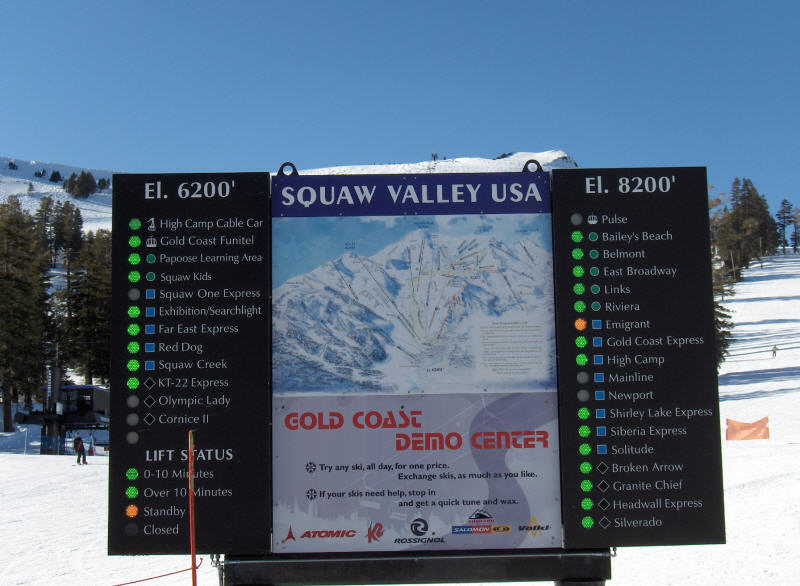 El. 6200'
High Camp Cable Car
Gold Coast Funitel
Papoose Learning Area
Squaw Kids
Squaw One Express
Exhibition/Searchlight
Far East Express
Red Dog
Squaw Creek
KT-22 Express
Olympic Lady
Cornice II
LIFT STATUS
0-10 Minutes
Over 10 Minutes
Standby
Closed
SQUAW VALLEY USA
GOLD COAST
DEMO CENTER
Try any ski, all day, for one price.
Exchange skis, as much as you like.
If your skis need help, stop in
and get a quick tune and wax.
ATOMIC
K2
ROSSIGNOL
SALOMON
Völkl
El. 8200'
Pulse
Bailey's Beach
Belmont
East Broadway
Links
Riviera
Emigrant
Gold Coast Express
High Camp
Mainline
Newport
Shirley Lake Express
Siberia Express
Solitude
Broken Arrow
Granite Chief
Headwall Express
Silverado